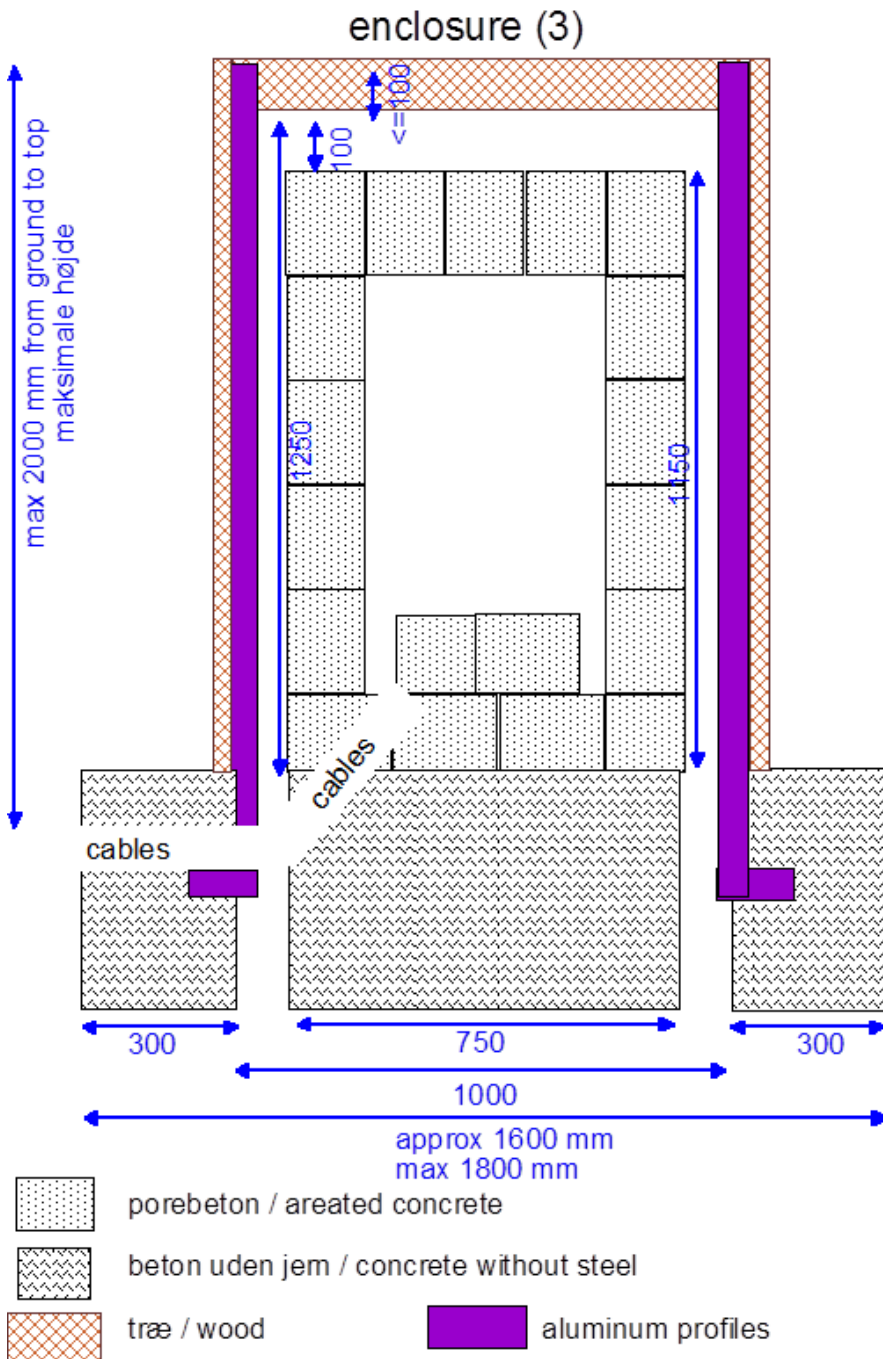 enclosure (3)
max 2000 mm from ground to top
maksimale højde
<=100
100
1250
1150
cables
cables
300
750
300
1000
approx 1600 mm
max 1800 mm
porebeton / areated concrete
beton uden jern / concrete without steel
træ / wood
aluminum profiles